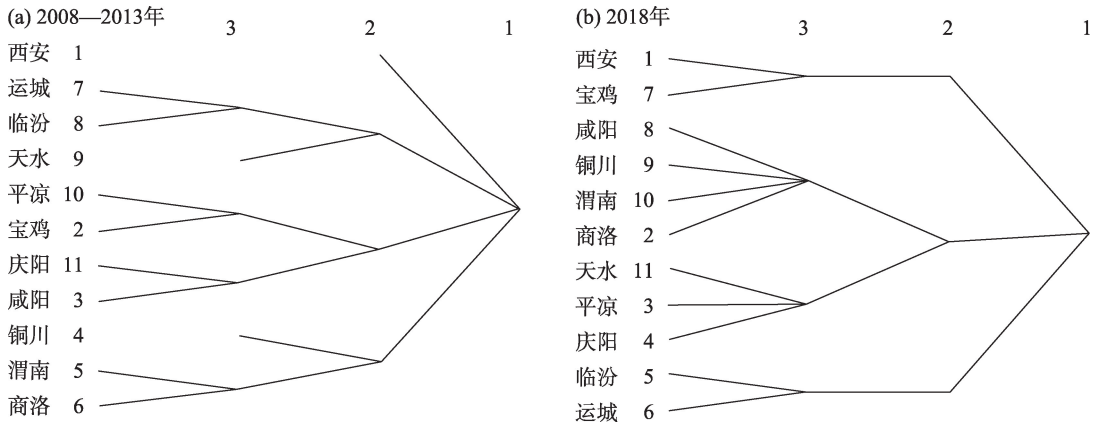 (a) 2008—2013年
3 2 1
西安 1
运城 7
临汾 8
天水 9
平凉 10
宝鸡 2
庆阳 11
咸阳 3
铜川 4
渭南 5
商洛 6
(b) 2018年
3 2 1
西安 1
宝鸡 7
咸阳 8
铜川 9
渭南 10
商洛 2
天水 11
平凉 3
庆阳 4
临汾 5
运城 6